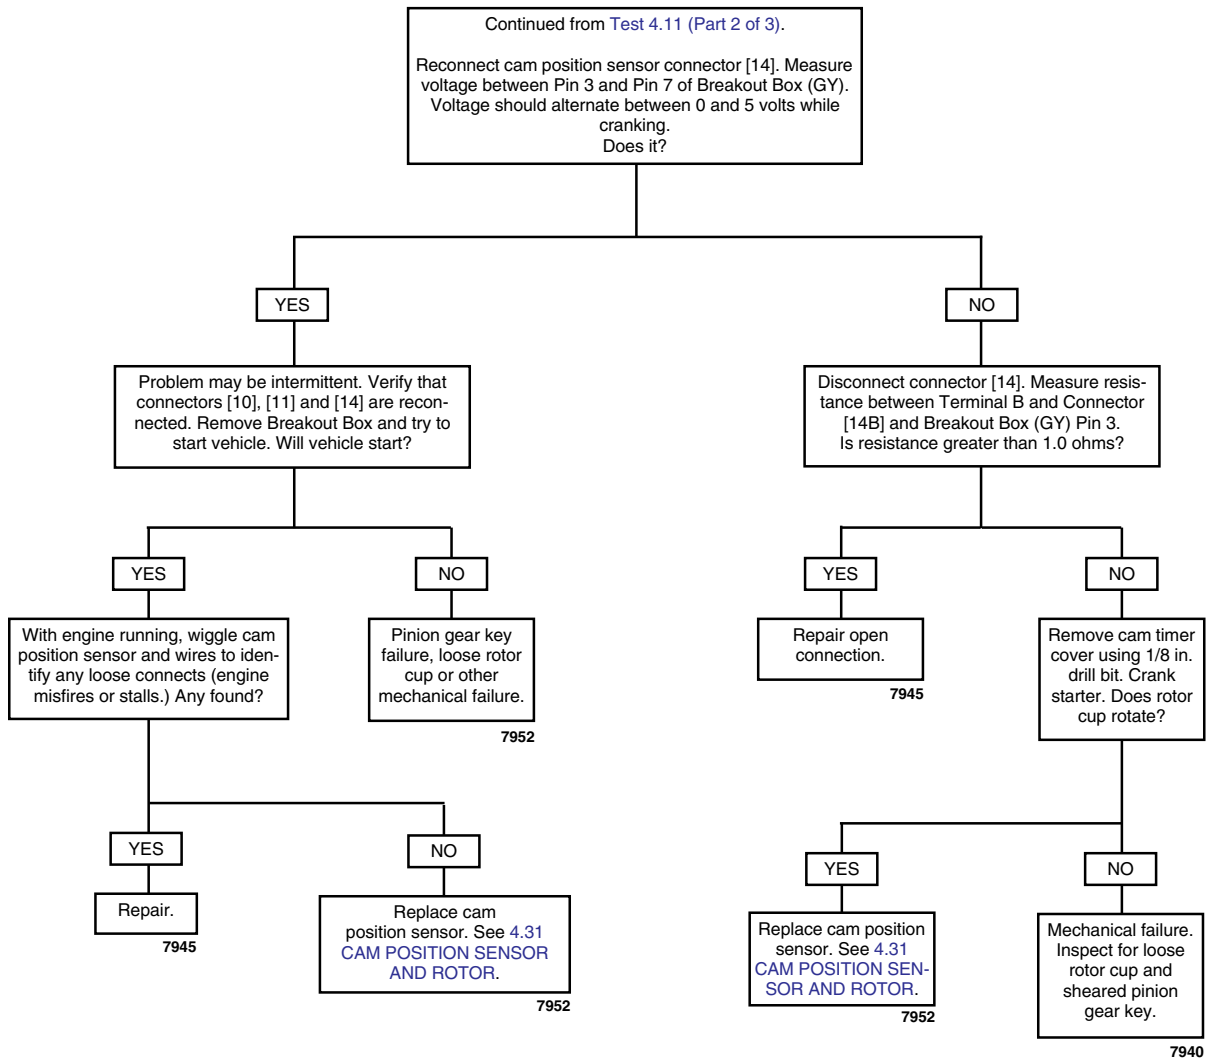 Continued from Test 4.11 (Part 2 of 3).
Reconnect cam position sensor connector [14]. Measure
voltage between Pin 3 and Pin 7 of Breakout Box (GY).
Voltage should alternate between 0 and 5 volts while
cranking.
Does it?
YES
NO
Problem may be intermittent. Verify that
connectors [10], [11] and [14] are recon-
nected. Remove Breakout Box and try to
start vehicle. Will vehicle start?
Disconnect connector [14]. Measure resis-
tance between Terminal B and Connector
[14B] and Breakout Box (GY) Pin 3.
Is resistance greater than 1.0 ohms?
YES
NO
YES
NO
With engine running, wiggle cam
position sensor and wires to iden-
tify any loose connects (engine
misfires or stalls.) Any found?
Pinion gear key
failure, loose rotor
cup or other
mechanical failure.
7952
Repair open
connection.
7945
Remove cam timer
cover using 1/8 in.
drill bit. Crank
starter. Does rotor
cup rotate?
YES
NO
YES
NO
Repair.
7945
Replace cam
position sensor. See 4.31
CAM POSITION SENSOR
AND ROTOR.
7952
Replace cam position
sensor. See 4.31
CAM POSITION SEN-
SOR AND ROTOR.
7952
Mechanical failure.
Inspect for loose
rotor cup and
sheared pinion
gear key.
7940